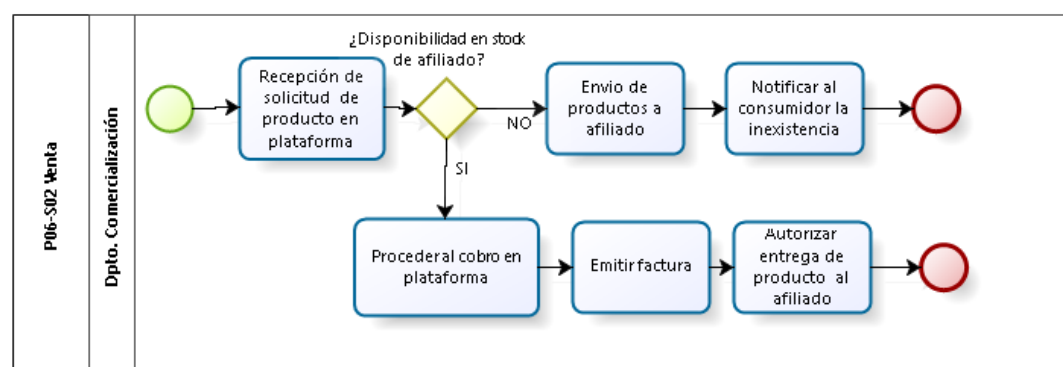 P06-S02 Venta
Dpto. Comercialización
¿Disponibilidad en stock
de afiliado?
Recepción de
solicitud de
producto en
plataforma
NO
Envio de
productos a
afiliado
Notificar al
consumidor la
inexistencia
SI
Proceder al cobro en
plataforma
Emitir factura
Autorizar
entrega de
producto al
afiliado